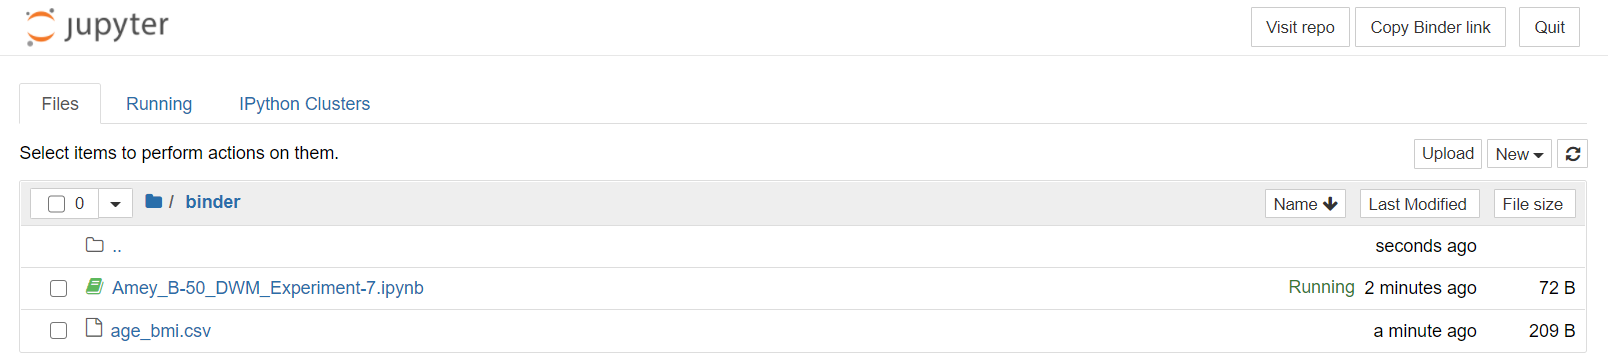 jupyter
Visit repo Copy Binder link Quit
Files Running IPython Clusters
Select items to perform actions on them.
Upload New
0 / binder Name Last Modified File size
.. seconds ago
Amey_B-50_DWM_Experiment-7.ipynb Running 2 minutes ago 72 B
age_bmi.csv a minute ago 209 B